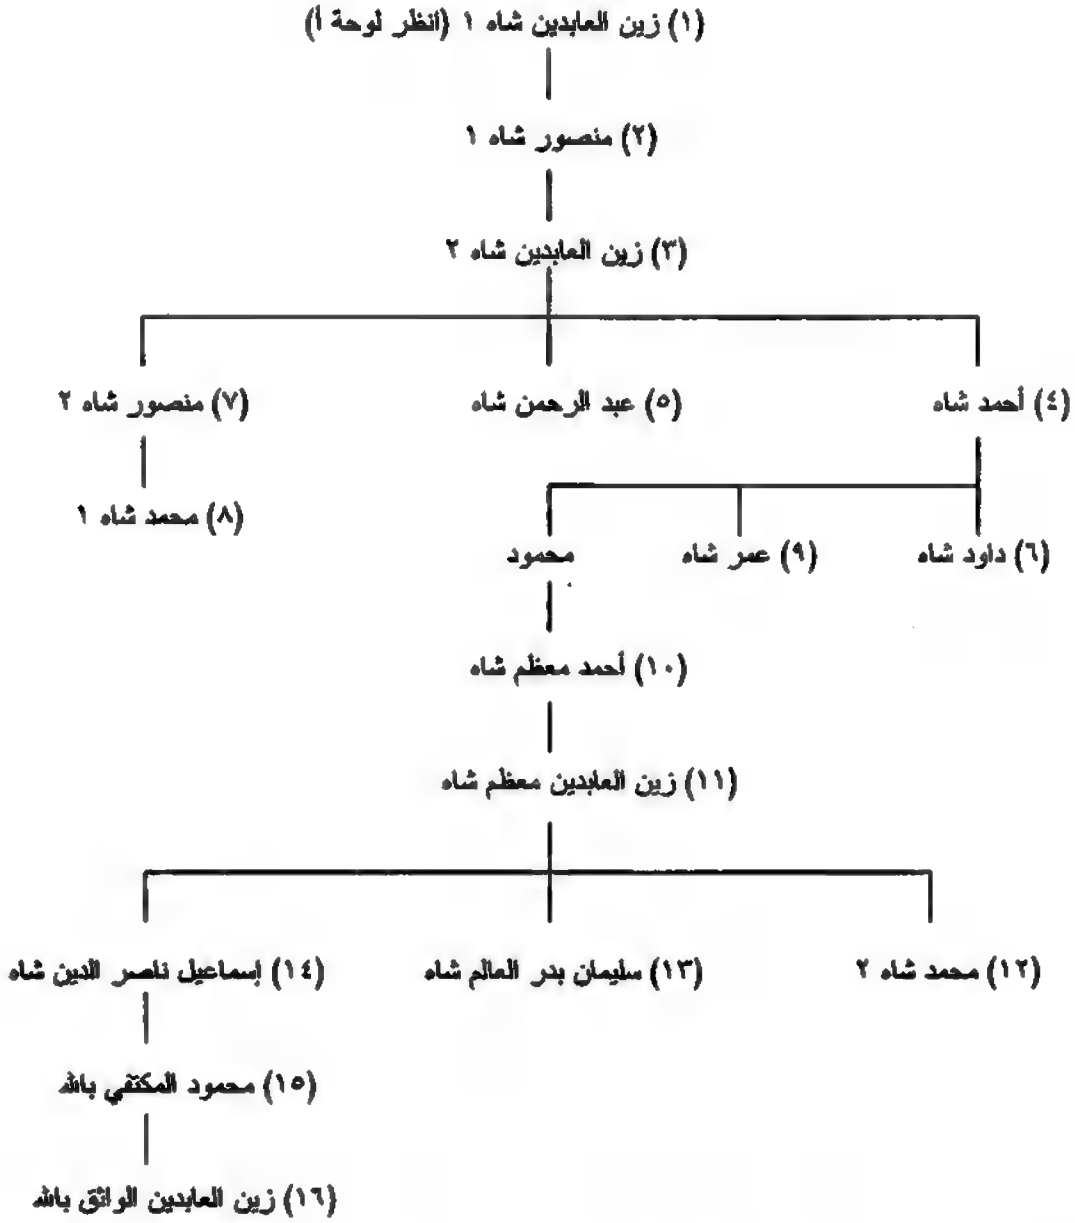 (١) زين العابدين شاه ١ (انظر لوحة أ)
(٢) منصور شاه ١
(٣) زين العابدين شاه ٢
(٤) أحمد شاه
(٥) عبد الرحمن شاه
(٧) منصور شاه ٢
(٨) محمد شاه ١
(٦) داود شاه
(٩) عمر شاه
محمود
(١٠) أحمد معظم شاه
(١١) زين العابدين معظم شاه
(١٢) محمد شاه ٢
(١٣) سليمان بدر العالم شاه
(١٤) إسماعيل ناصر الدين شاه
(١٥) محمود المكتفي بالله
(١٦) زين العابدين الواثق بالله